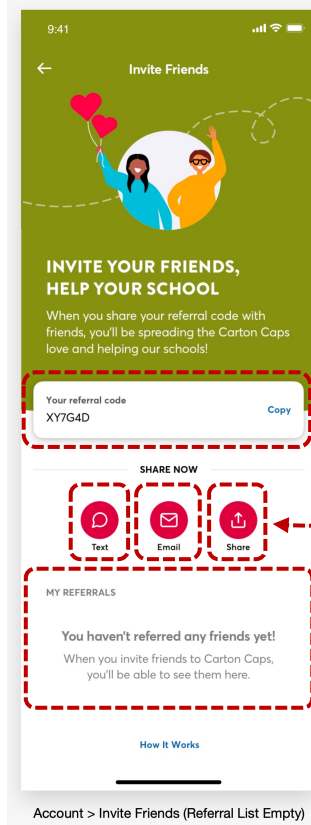 9:41
Invite Friends
INVITE YOUR FRIENDS,
HELP YOUR SCHOOL
When you share your referral code with
friends, you'll be spreading the Carton Caps
love and helping our schools!
Your referral code
XY7G4D
Copy
SHARE NOW
Text Email Share
MY REFERRALS
You haven't referred any friends yet!
When you invite friends to Carton Caps,
you'll be able to see them here.
How It Works
Account > Invite Friends (Referral List Empty)